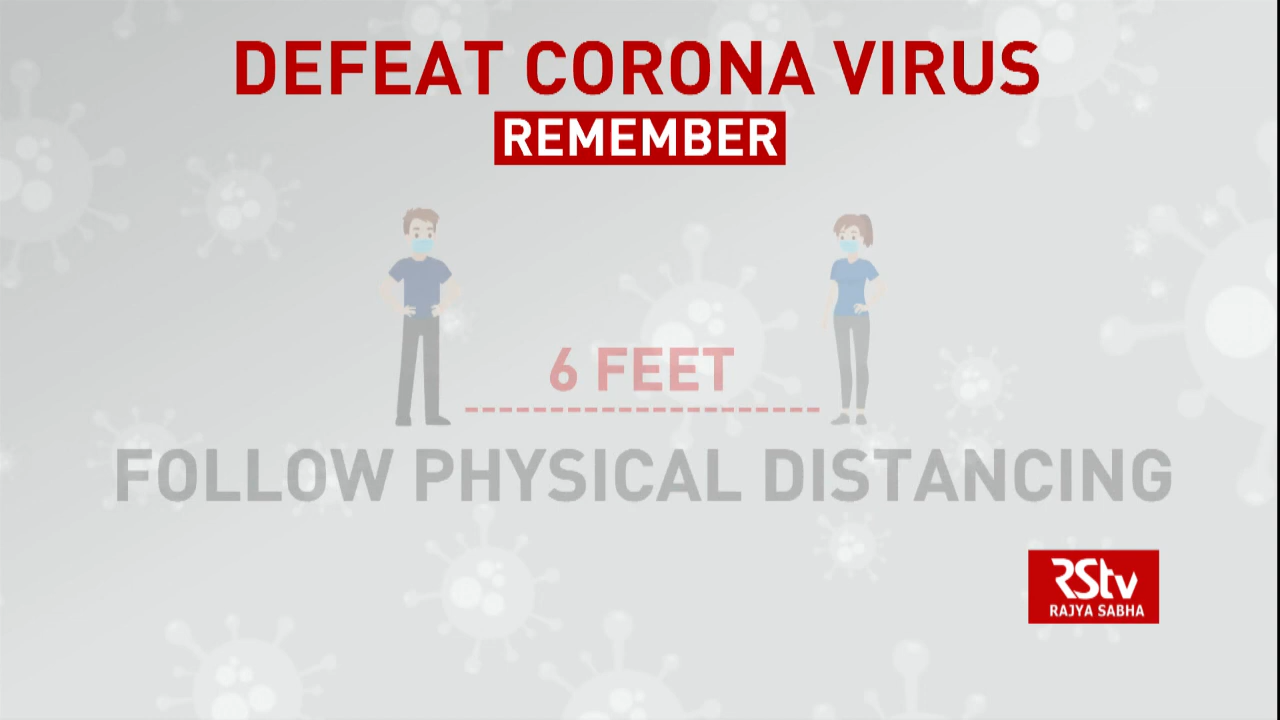 DEFEAT CORONA VIRUS
REMEMBER
6 FEET
FOLLOW PHYSICAL DISTANCING
RStv
RAJYA SABHA